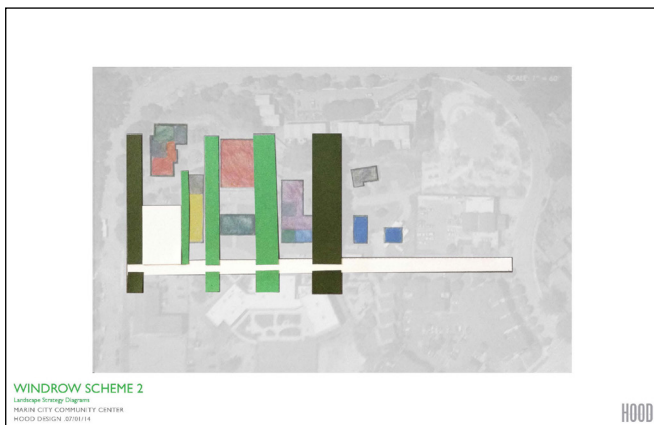 WINDROW SCHEME 2
Landscape Strategy Diagrams
MARIN CITY COMMUNITY CENTER
HOOD DESIGN .07/01/14
HOOD